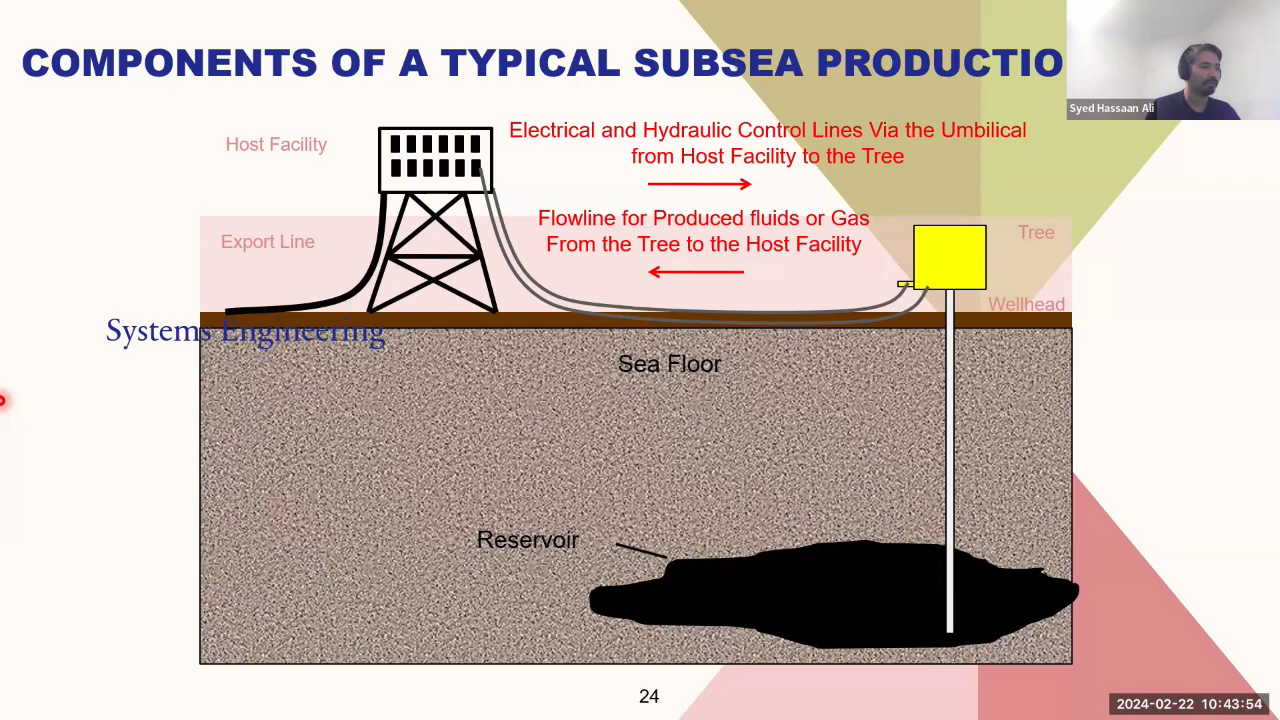 COMPONENTS OF A TYPICAL SUBSEA PRODUCTIO
Syed Hassaan Ali
Host Facility
Electrical and Hydraulic Control Lines Via the Umbilical
from Host Facility to the Tree
Flowline for Produced fluids or Gas
From the Tree to the Host Facility
Export Line
Tree
Wellhead
Systems Engineering
Sea Floor
Reservoir
24
2024-02-22 10:43:54